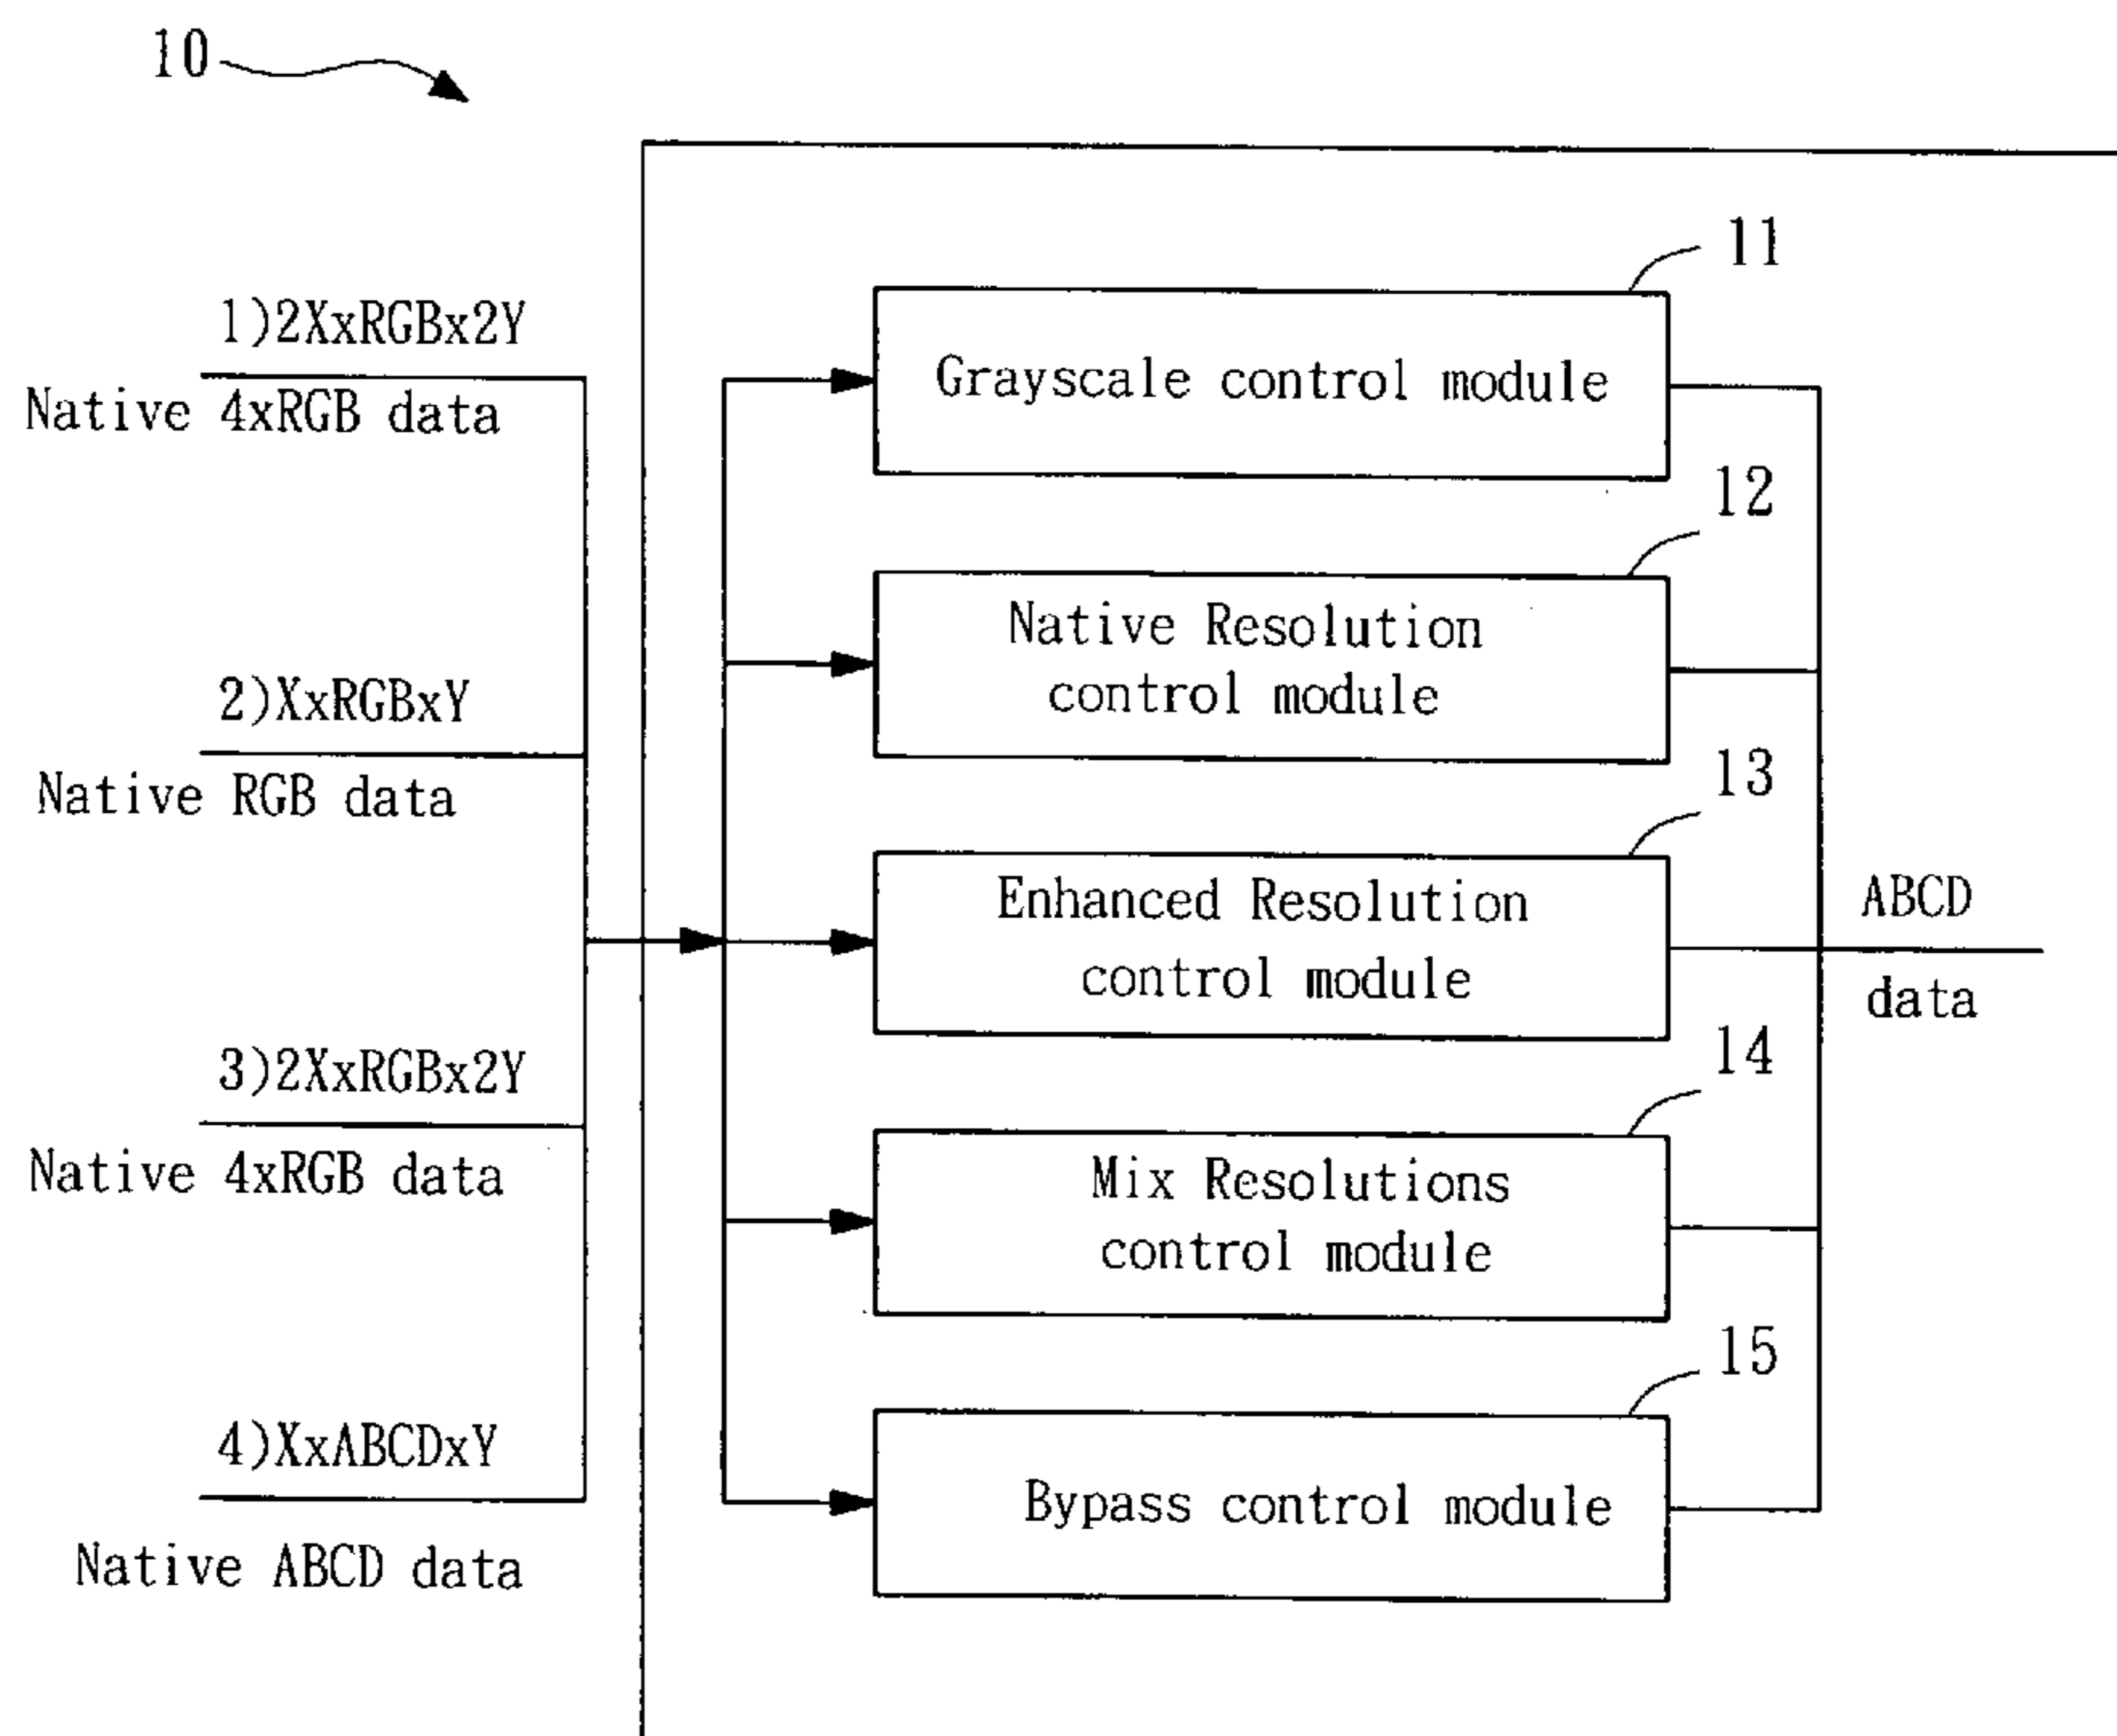 10
11
1)2XxRGBx2Y
Native 4xRGB data
Grayscale control module
12
2)XxRGBxY
Native RGB data
Native Resolution
control module
13
Enhanced Resolution
control module
ABCD
data
14
3)2XxRGBx2Y
Native 4xRGB data
Mix Resolutions
control module
15
4)XxABCDxY
Native ABCD data
Bypass control module